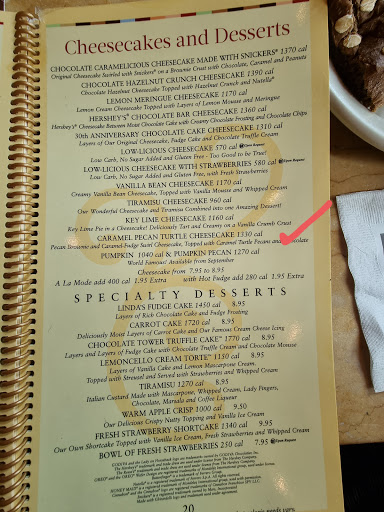 Cheesecakes and Desserts
CHOCOLATE CARAMELICIOUS CHEESECAKE MADE WITH SNICKERS® 1370 cal
Original Cheesecake Swirled with Snickers® on a Brownie Crust with Chocolate, Caramel and Peanuts
CHOCOLATE HAZELNUT CRUNCH CHEESECAKE 1390 cal
Chocolate Hazelnut Cheesecake Topped with Hazelnut Crunch and Nutella®
LEMON MERINGUE CHEESECAKE 1170 cal
Lemon Cream Cheesecake Topped with Layers of Lemon Mousse and Meringue
HERSHEY'S® CHOCOLATE BAR CHEESECAKE 1360 cal
Hershey's® Cheesecake Between Moist Chocolate Cake with Creamy Chocolate Frosting and Chocolate Chips
30th ANNIVERSARY CHOCOLATE CAKE CHEESECAKE 1310 cal
Layers of Our Original Cheesecake, Fudge Cake and Chocolate Truffle Cream
LOW-LICIOUS CHEESECAKE 570 cal Upon Request
Low Carb, No Sugar Added and Gluten Free - Too Good to be True!
LOW-LICIOUS CHEESECAKE WITH STRAWBERRIES 580 cal Upon Request
Low Carb, No Sugar Added and Gluten Free, with Fresh Strawberries
VANILLA BEAN CHEESECAKE 1170 cal
Creamy Vanilla Bean Cheesecake, Topped with Vanilla Mousse and Whipped Cream
TIRAMISU CHEESECAKE 960 cal
Our Wonderful Cheesecake and Tiramisu Combined into one Amazing Dessert!
KEY LIME CHEESECAKE 1160 cal
Key Lime Pie in a Cheesecake! Deliciously Tart and Creamy on a Vanilla Crumb Crust
CARAMEL PECAN TURTLE CHEESECAKE 1330 cal
Pecan Brownie and Caramel-Fudge Swirl Cheesecake, Topped with Caramel Turtle Pecans and Chocolate
PUMPKIN 1040 cal & PUMPKIN PECAN 1270 cal
World Famous! Available from September
Cheesecake from 7.95 to 8.95
A La Mode add 400 cal 1.95 Extra with Hot Fudge add 280 cal 1.95 Extra
SPECIALTY DESSERTS
LINDA'S FUDGE CAKE 1450 cal 8.95
Layers of Rich Chocolate Cake and Fudge Frosting
CARROT CAKE 1720 cal 8.95
Deliciously Moist Layers of Carrot Cake and Our Famous Cream Cheese Icing
CHOCOLATE TOWER TRUFFLE CAKE™ 1770 cal 8.95
Layers and Layers of Fudge Cake with Chocolate Truffle Cream and Chocolate Mousse
LEMONCELLO CREAM TORTE™ 1130 cal 8.95
Layers of Vanilla Cake and Lemon Mascarpone Cream
Topped with Streusel and Served with Strawberries and Whipped Cream
TIRAMISU 1270 cal 8.95
Italian Custard Made with Mascarpone, Whipped Cream, Lady Fingers,
Chocolate, Marsala and Coffee Liqueur
WARM APPLE CRISP 1000 cal 9.50
Our Delicious Crispy Nutty Topping and Vanilla Ice Cream
FRESH STRAWBERRY SHORTCAKE 1340 cal 9.95
Our Own Shortcake Topped with Vanilla Ice Cream, Fresh Strawberries and Whipped Cream
BOWL OF FRESH STRAWBERRIES 250 cal 7.95 Upon Request
20